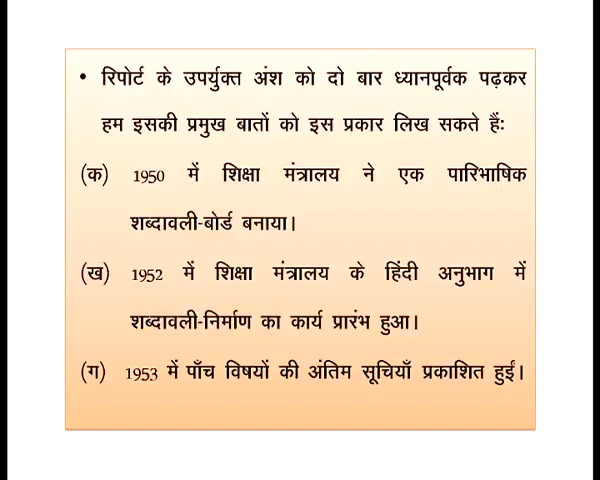 • रिपोर्ट के उपर्युक्त अंश को दो बार ध्यानपूर्वक पढ़कर
हम इसकी प्रमुख बातों को इस प्रकार लिख सकते हैं:
(क) 1950 में शिक्षा मंत्रालय ने एक पारिभाषिक
शब्दावली-बोर्ड बनाया।
(ख) 1952 में शिक्षा मंत्रालय के हिंदी अनुभाग में
शब्दावली-निर्माण का कार्य प्रारंभ हुआ।
(ग) 1953 में पाँच विषयों की अंतिम सूचियाँ प्रकाशित हुईं।